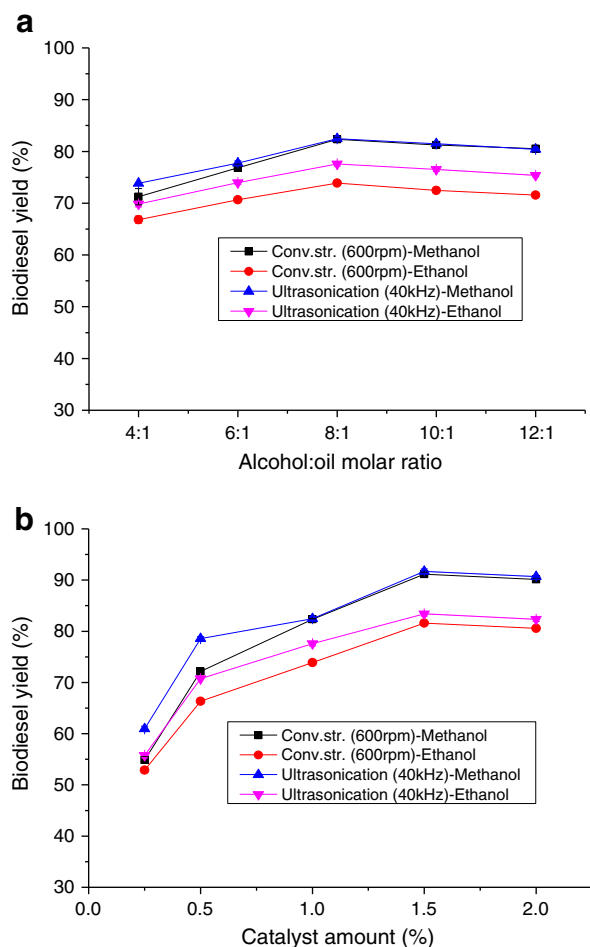 a
100
90
80
70
60
50
40
30
Biodiesel yield (%)
Conv.str. (600rpm)-Methanol
Conv.str. (600rpm)-Ethanol
Ultrasonication (40kHz)-Methanol
Ultrasonication (40kHz)-Ethanol
4:1 6:1 8:1 10:1 12:1
Alcohol:oil molar ratio
b
100
90
80
70
60
50
40
30
Biodiesel yield (%)
Conv.str. (600rpm)-Methanol
Conv.str. (600rpm)-Ethanol
Ultrasonication (40kHz)-Methanol
Ultrasonication (40kHz)-Ethanol
0.0 0.5 1.0 1.5 2.0
Catalyst amount (%)